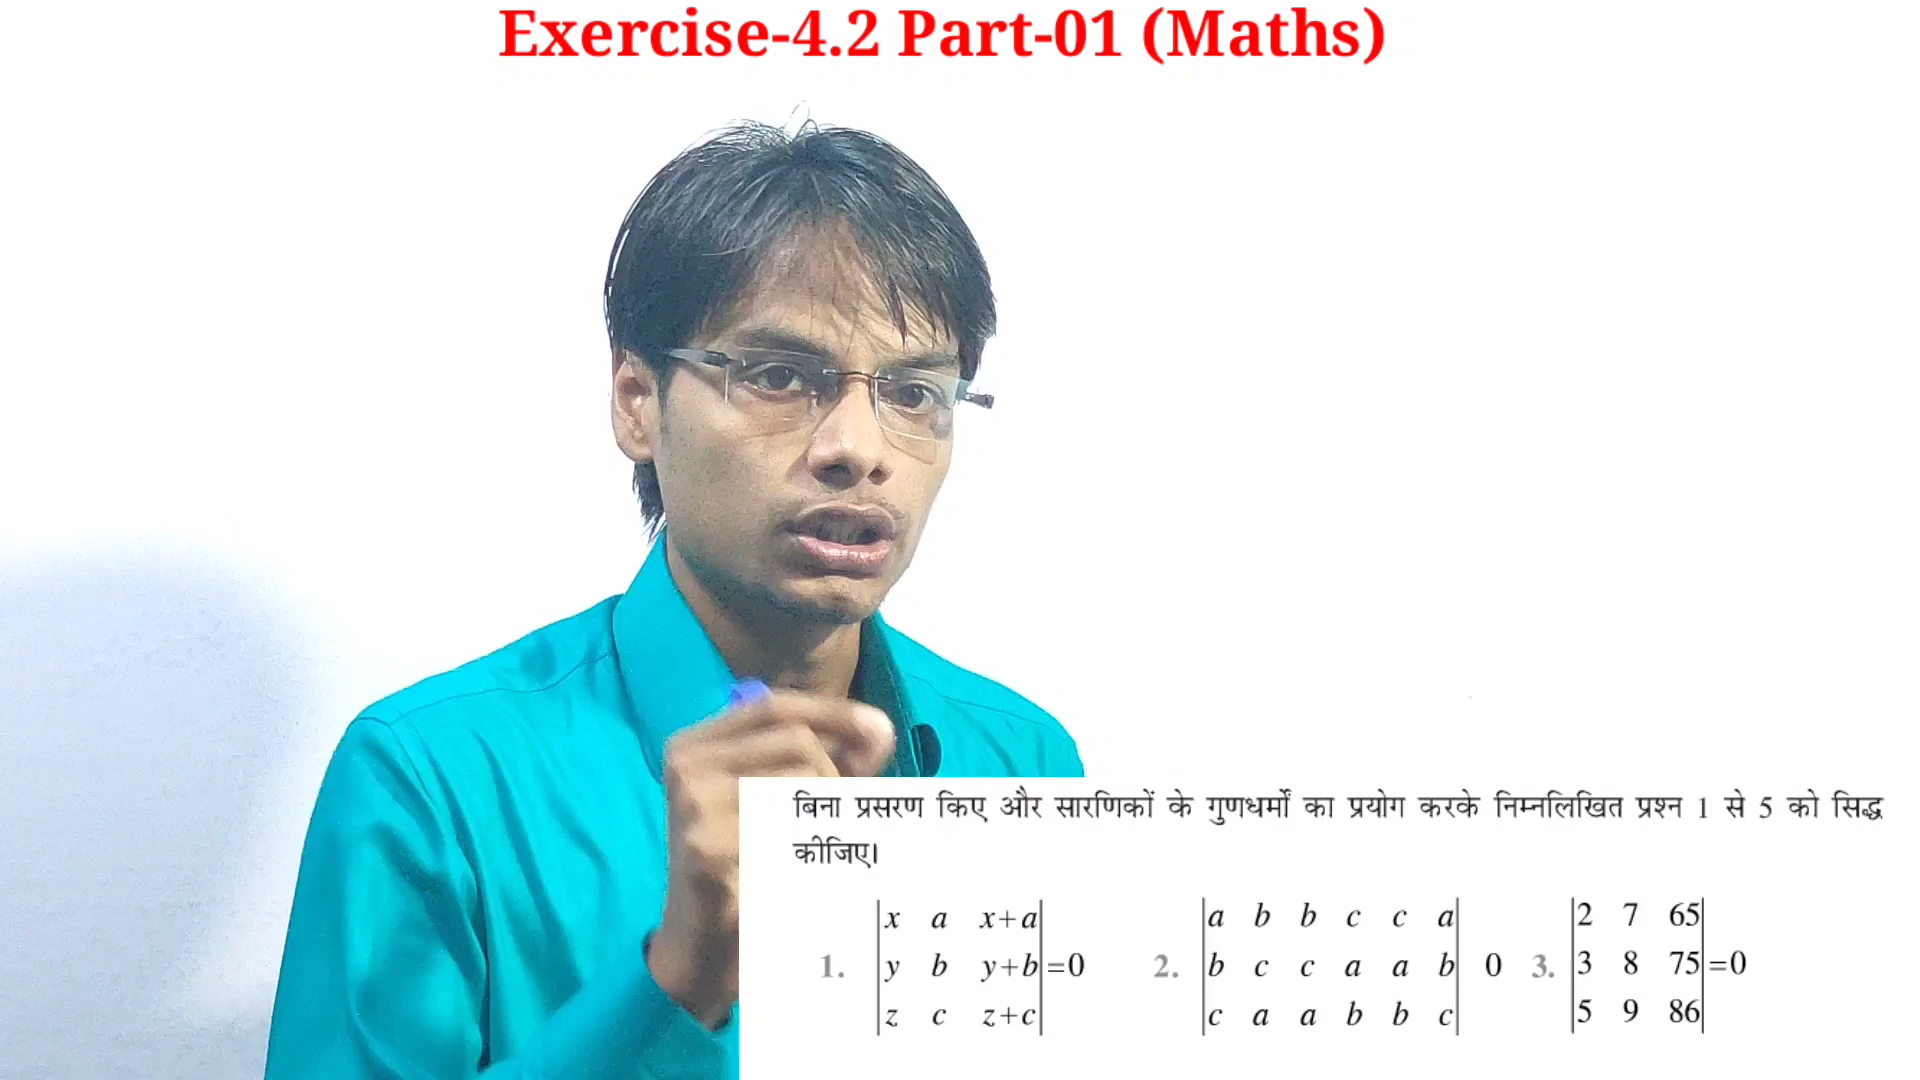 Exercise-4.2 Part-01 (Maths)
बिना प्रसरण किए और सारणिकों के गुणधर्मों का प्रयोग करके निम्नलिखित प्रश्न 1 से 5 को सिद्ध
कीजिए।
x a x+a a b b c c a 2 7 65
1. y b y+b =0 2. b c c a a b 0 3. 3 8 75 =0
z c z+c c a a b b c 5 9 86